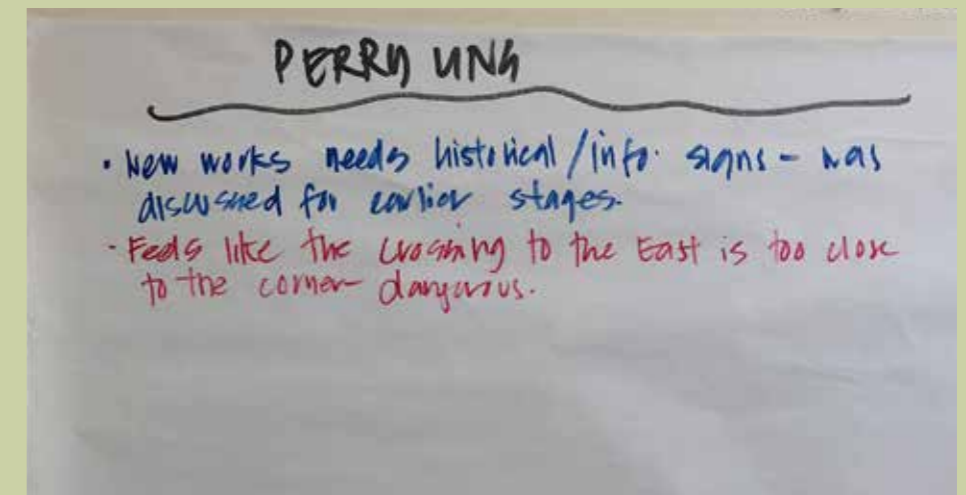 PERRY UNG
• New works needs historical/info. signs - was
discussed for earlier stages.
• Feels like the crossing to the East is too close
to the corner - dangerous.